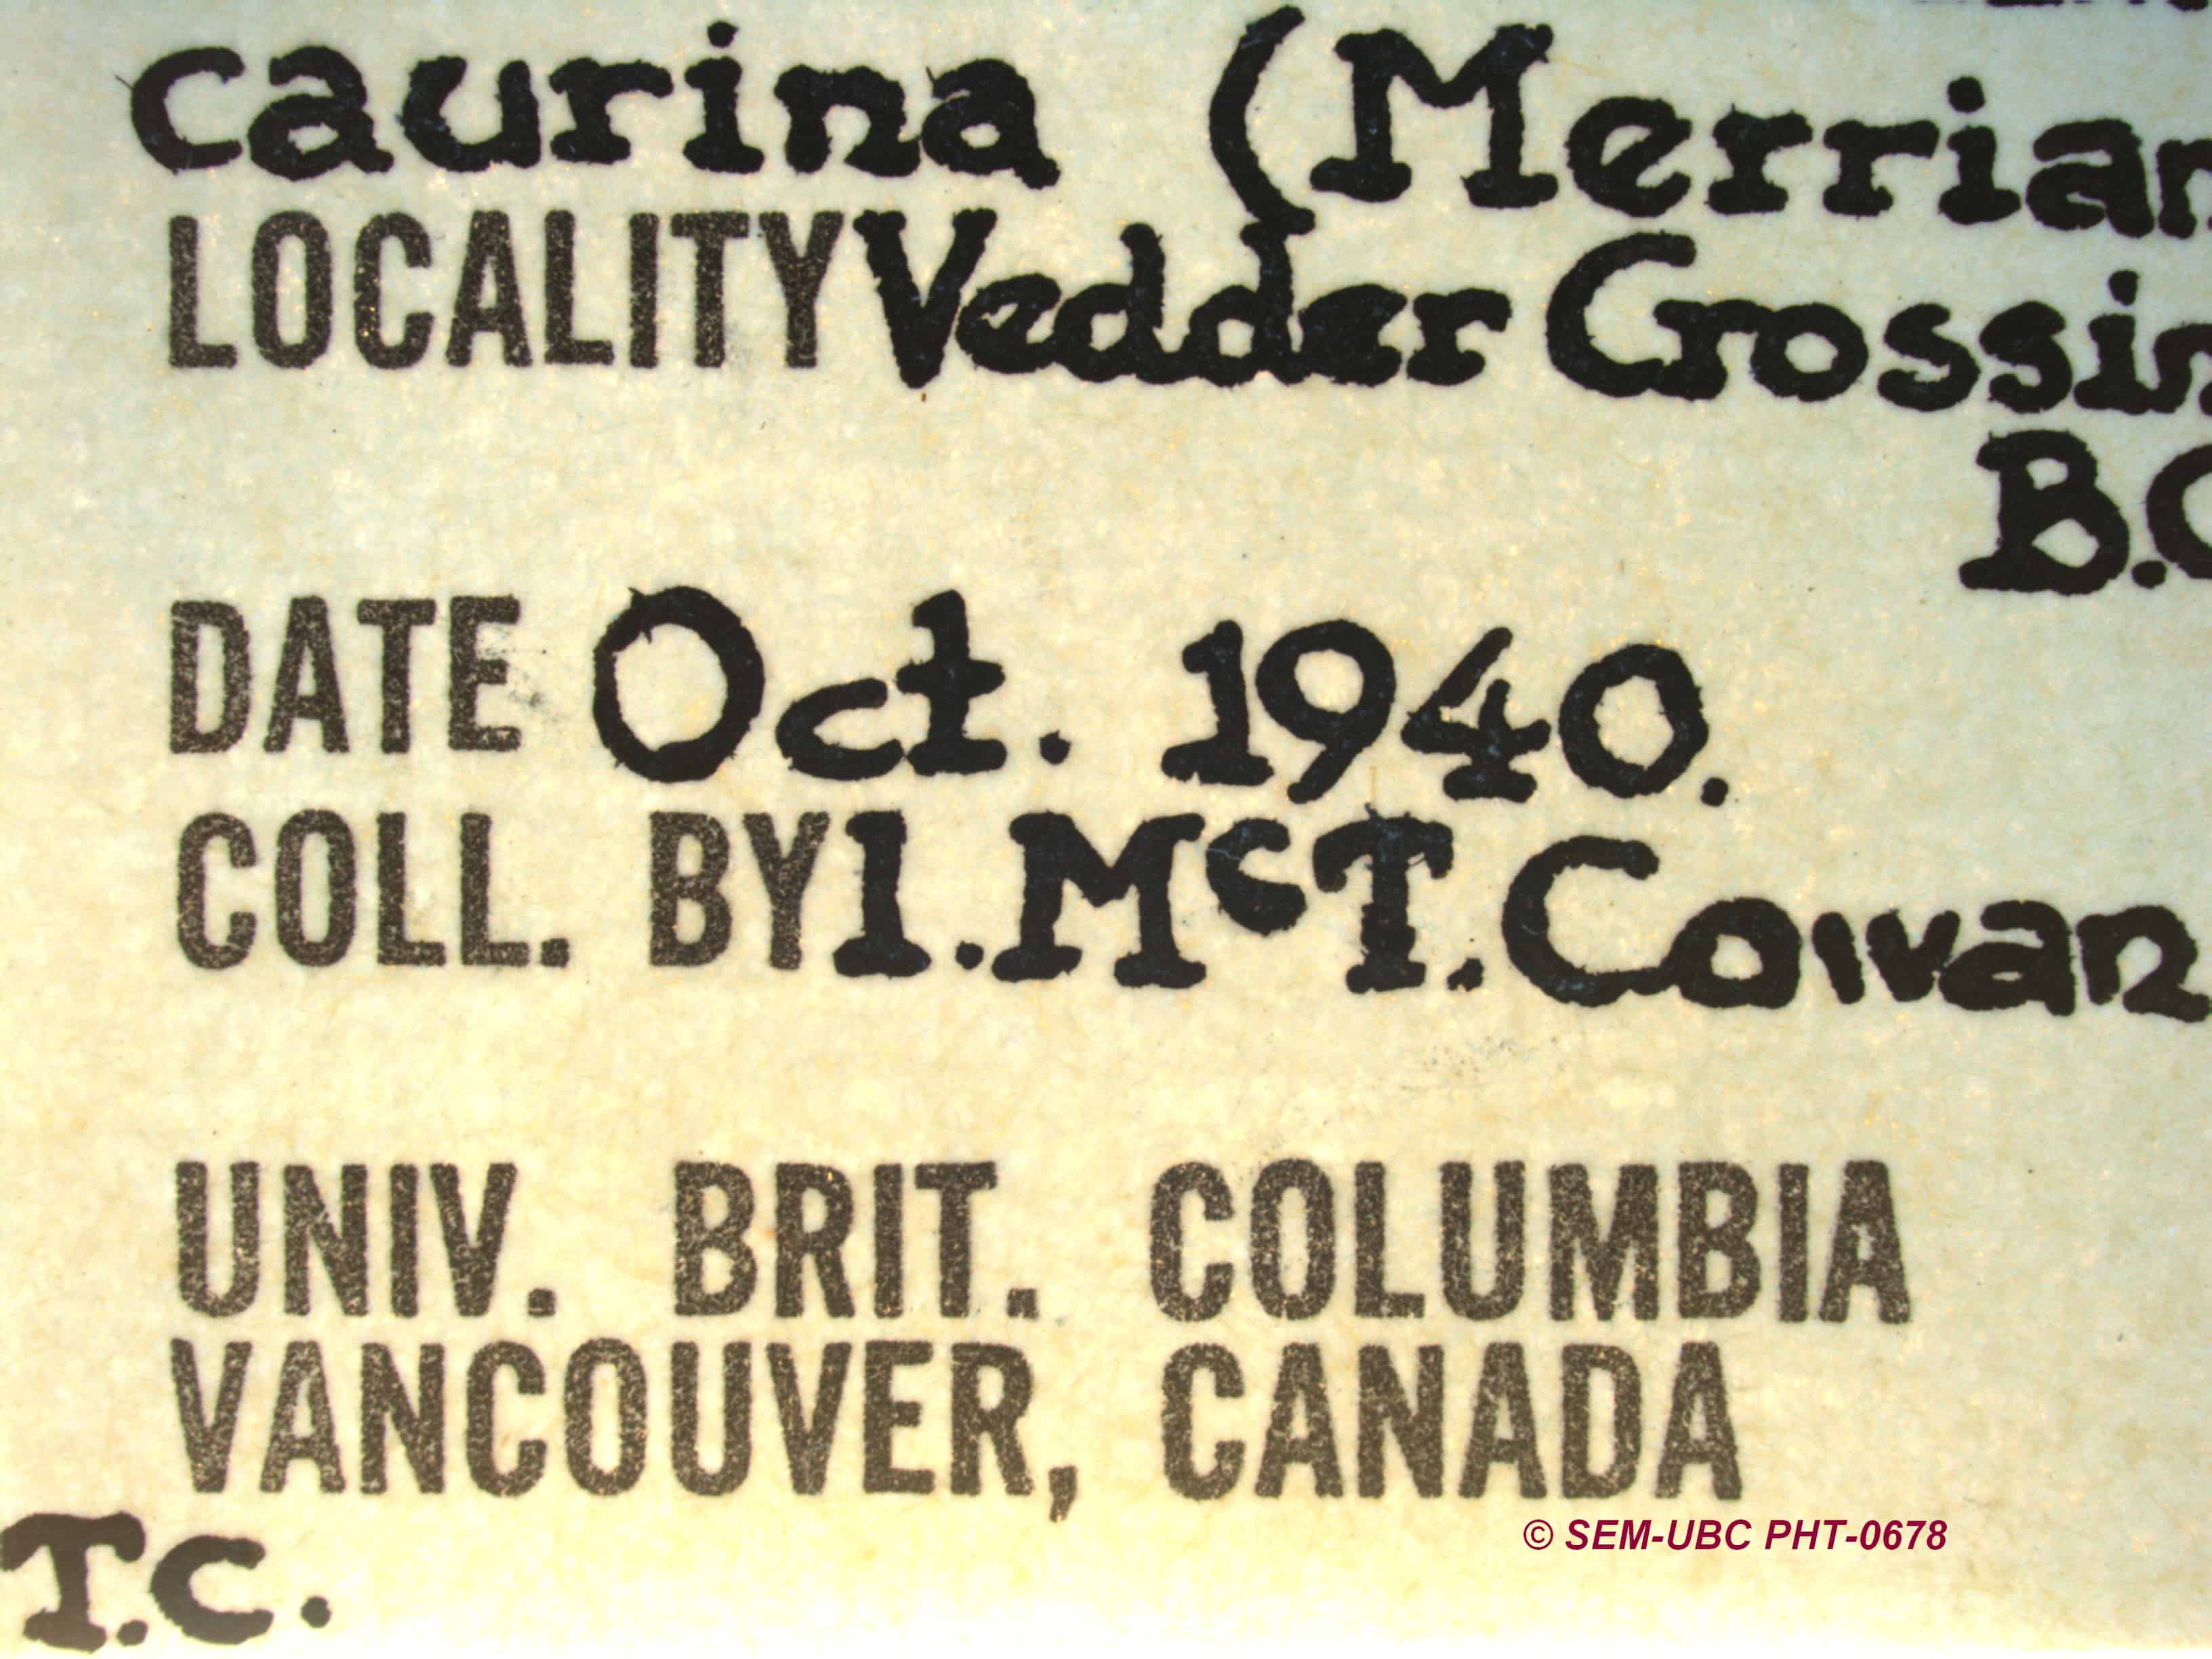 caurina (Merriam
LOCALITY Vedder Crossin
B.C
DATE Oct. 1940.
COLL. BY I. McT. Cowan
UNIV. BRIT. COLUMBIA
VANCOUVER, CANADA
T.C.
© SEM-UBC PHT-0678